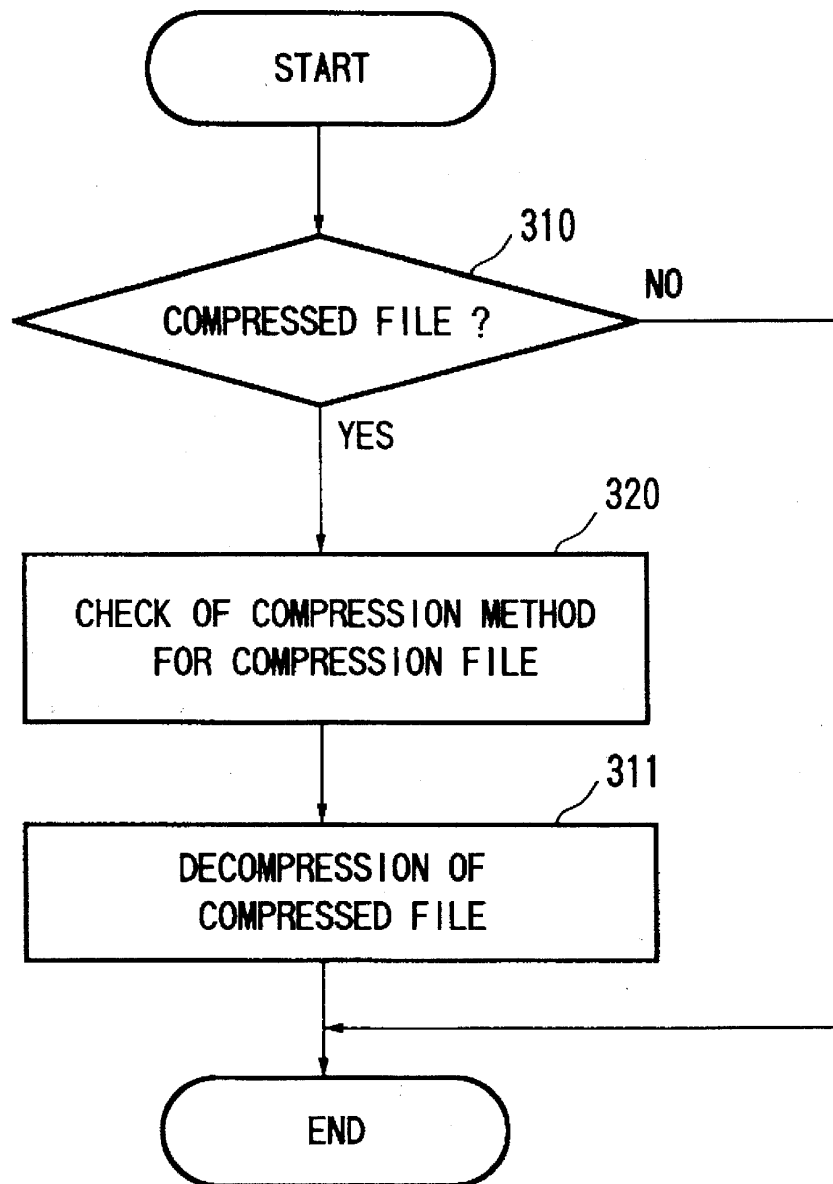 START
310
COMPRESSED FILE ?
NO
YES
320
CHECK OF COMPRESSION METHOD
FOR COMPRESSION FILE
311
DECOMPRESSION OF
COMPRESSED FILE
END